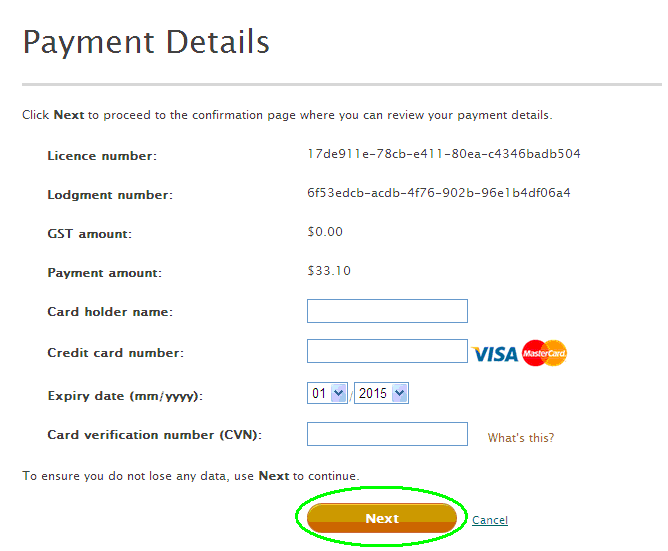 Payment Details
Click Next to proceed to the confirmation page where you can review your payment details.
Licence number: 17de911e-78cb-e411-80ea-c4346badb504
Lodgment number: 6f53edcb-acdb-4f76-902b-96e1b4df06a4
GST amount: $0.00
Payment amount: $33.10
Card holder name:
Credit card number: VISA MasterCard
Expiry date (mm/yyyy): 01 / 2015
Card verification number (CVN): What's this?
To ensure you do not lose any data, use Next to continue.
Next Cancel